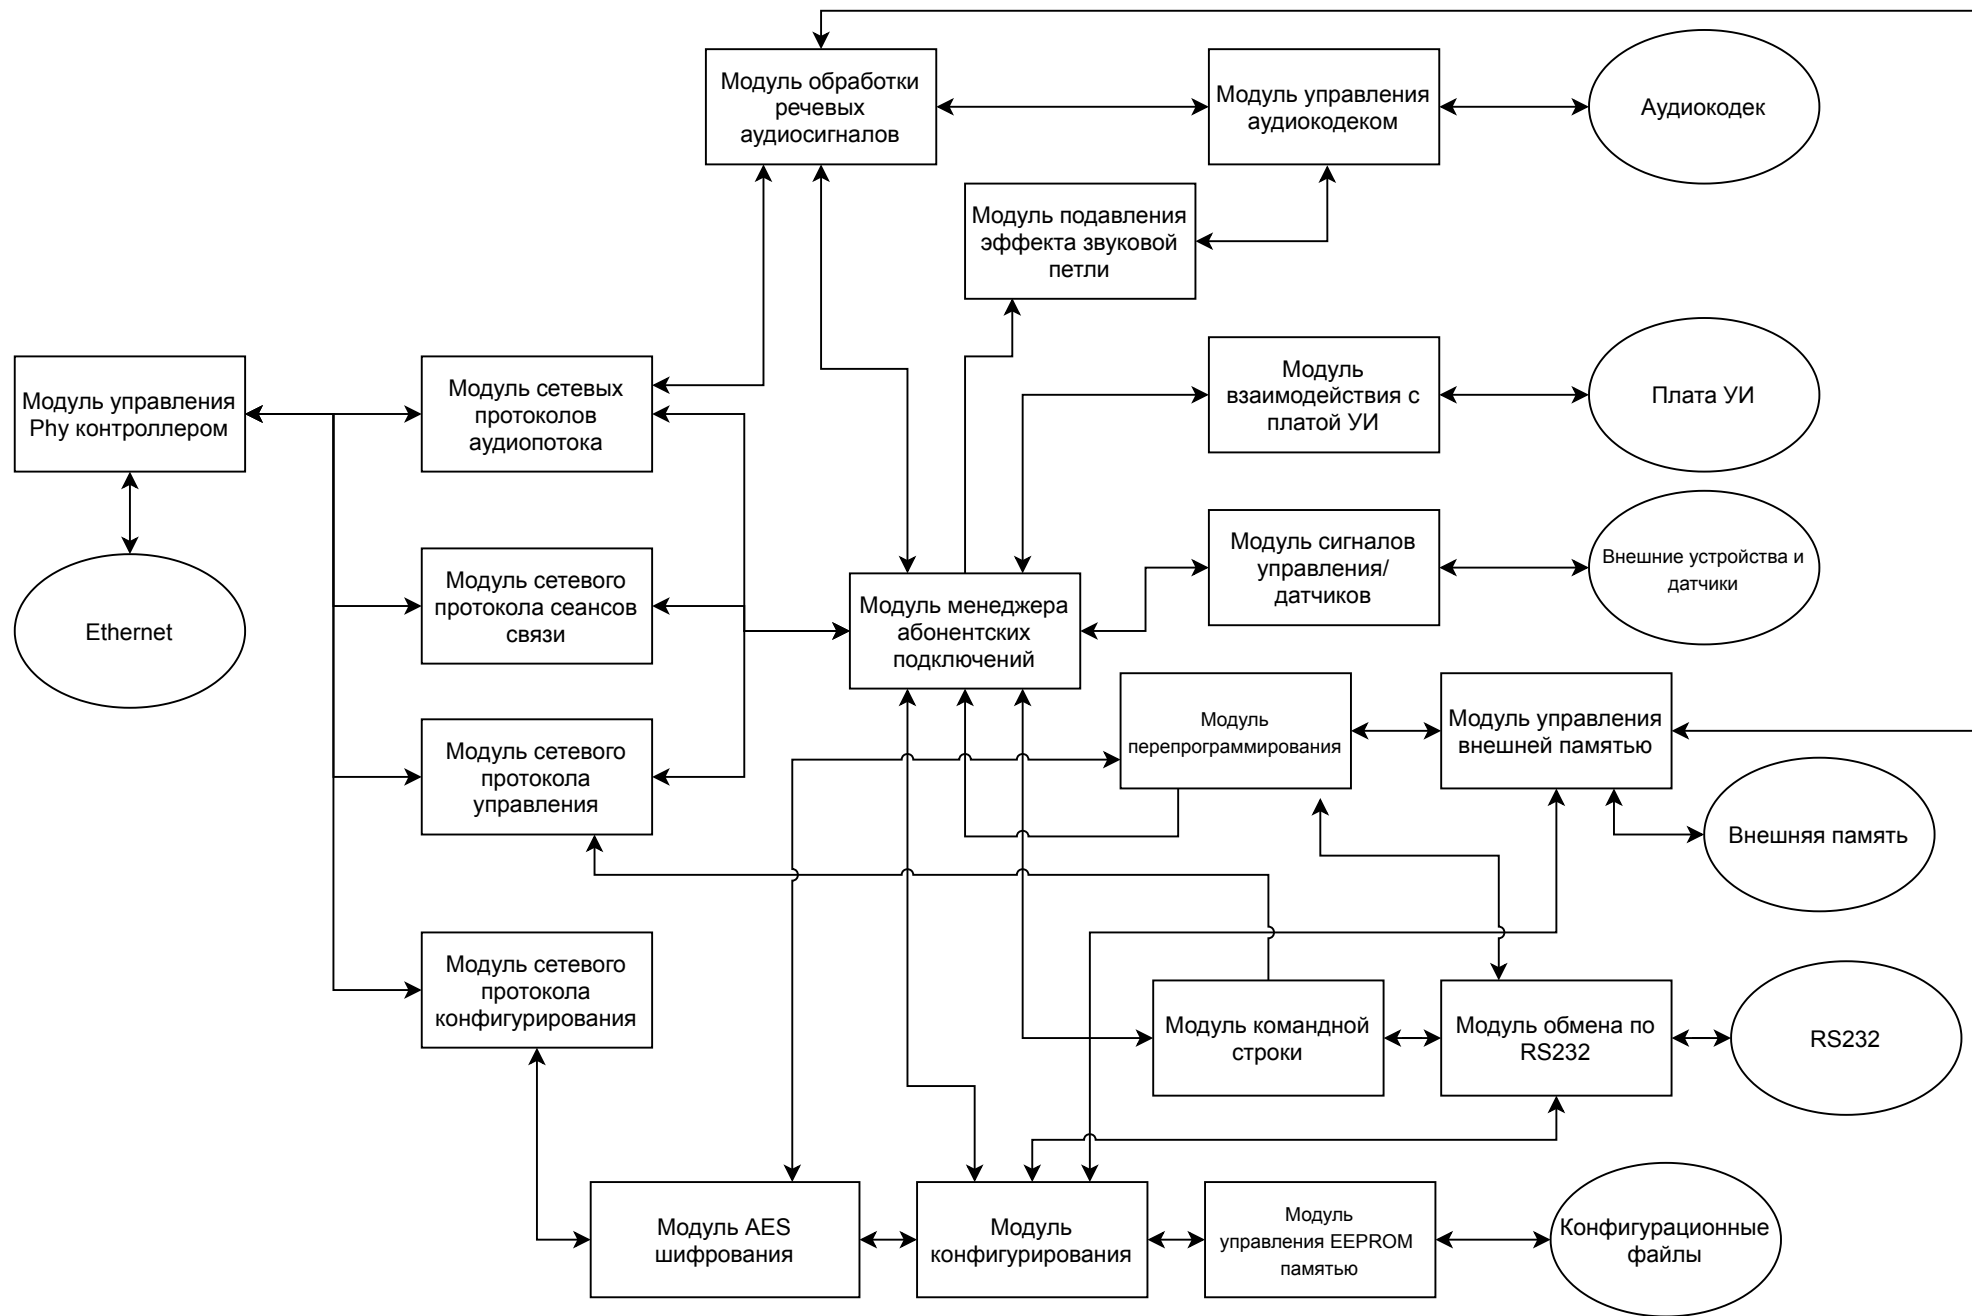 Модуль обработки
речевых
аудиосигналов
Модуль управления
аудиокодеком
Аудиокодек
Модуль подавления
эффекта звуковой
петли
Модуль управления
Phy контроллером
Модуль сетевых
протоколов
аудиопотока
Модуль
взаимодействия с
платой УИ
Плата УИ
Ethernet
Модуль сетевого
протокола сеансов
связи
Модуль менеджера
абонентских
подключений
Модуль сигналов
управления/
датчиков
Внешние устройства и
датчики
Модуль сетевого
протокола
управления
Модуль
перепрограммирования
Модуль управления
внешней памятью
Внешняя память
Модуль сетевого
протокола
конфигурирования
Модуль командной
строки
Модуль обмена по
RS232
RS232
Модуль AES
шифрования
Модуль
конфигурирования
Модуль
управления EEPROM
памятью
Конфигурационные
файлы